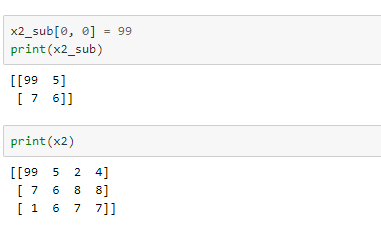 x2_sub[0, 0] = 99
print(x2_sub)
[[99  5]
 [ 7  6]]
print(x2)
[[99  5  2  4]
 [ 7  6  8  8]
 [ 1  6  7  7]]